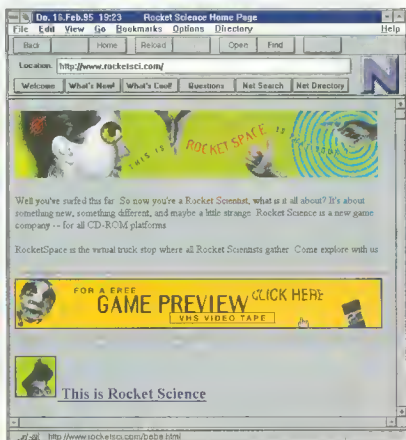 Do. 16.Feb.95 19:23 Rocket Science Home Page
File Edit View Go Bookmarks Options Directory Help
Back Home Reload Open Find
Location: http://www.rocketsci.com/
Welcome What's New! What's Cool! Questions Net Search Net Directory
N
THIS IS ROCKET SPACE IS
Well you've surfed this far. So now you're a Rocket Scientist, what is it all about? It's about
something new, something different, and maybe a little strange. Rocket Science is a new game
company -- for all CD-ROM platforms
RocketSpace is the virtual truck stop where all Rocket Scientists gather. Come explore with us
FOR A FREE
GAME PREVIEW CLICK HERE
VHS VIDEO TAPE
This is Rocket Science
http://www.rocketsci.com/bebe.html